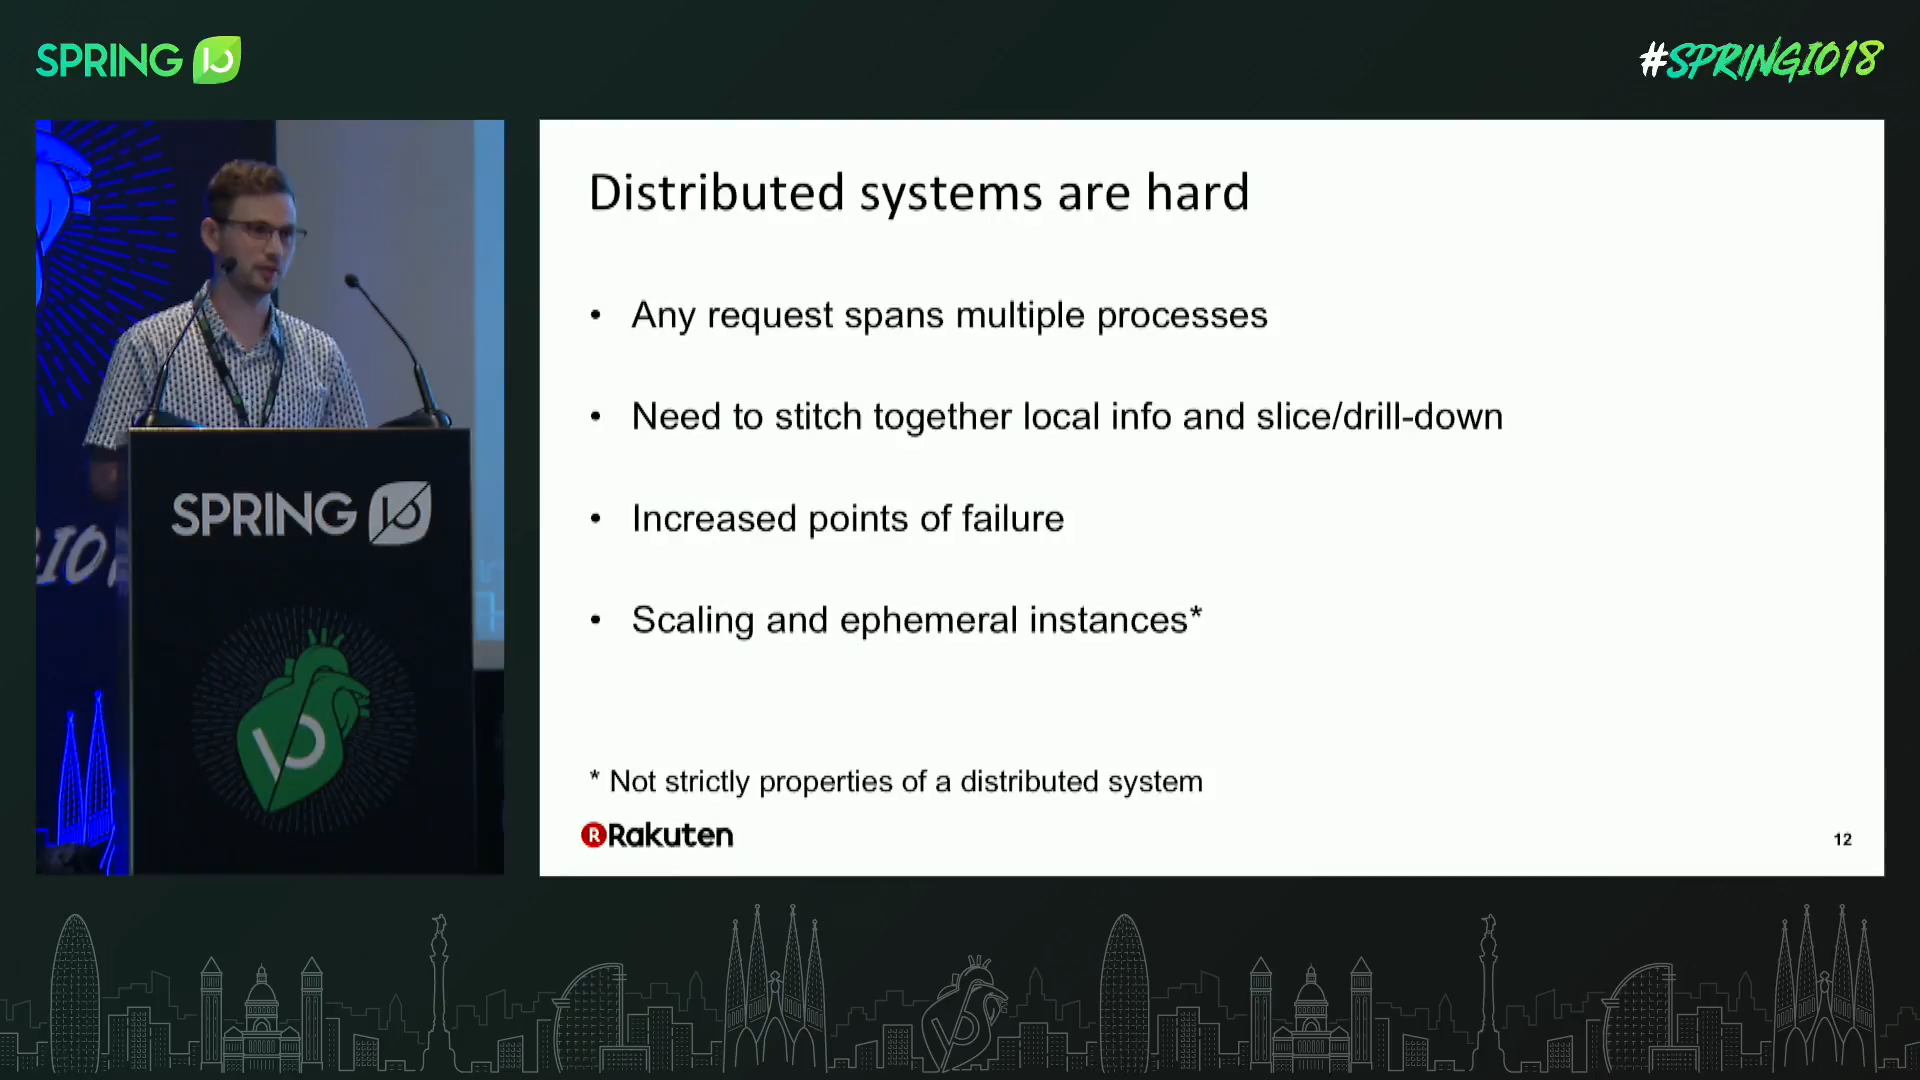 SPRING IO
#SPRINGIO18
Distributed systems are hard
• Any request spans multiple processes
• Need to stitch together local info and slice/drill-down
• Increased points of failure
• Scaling and ephemeral instances*
* Not strictly properties of a distributed system
Rakuten
12
SPRING IO
GIO